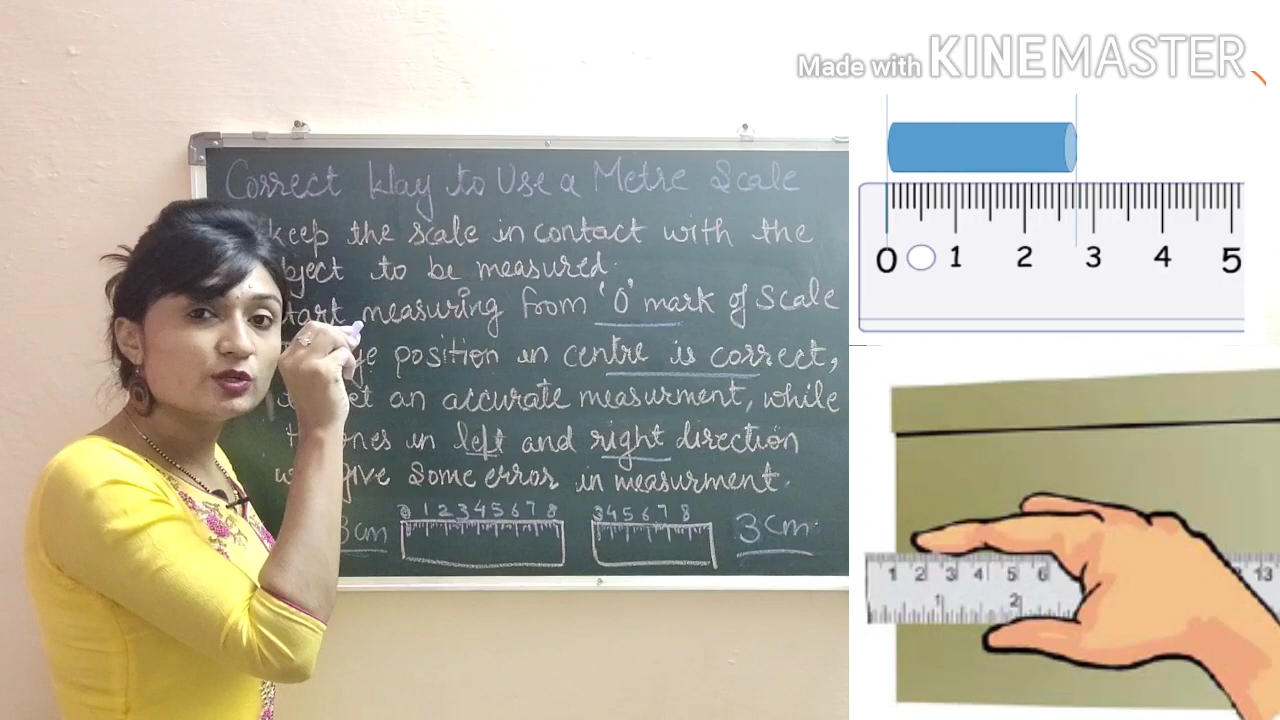 Made with KINEMASTER
Correct Way to Use a Metre Scale
keep the scale in contact with the
object to be measured.
start measuring from 'O' mark of Scale
position in centre is correct,
an accurate measurment, while
in left and right direction
give Some error in measurment.
3cm
0 1 2 3 4 5 6 7 8
3 4 5 6 7 8
3cm
0 1 2 3 4 5
1 2 3 4 5 6 13
1 2